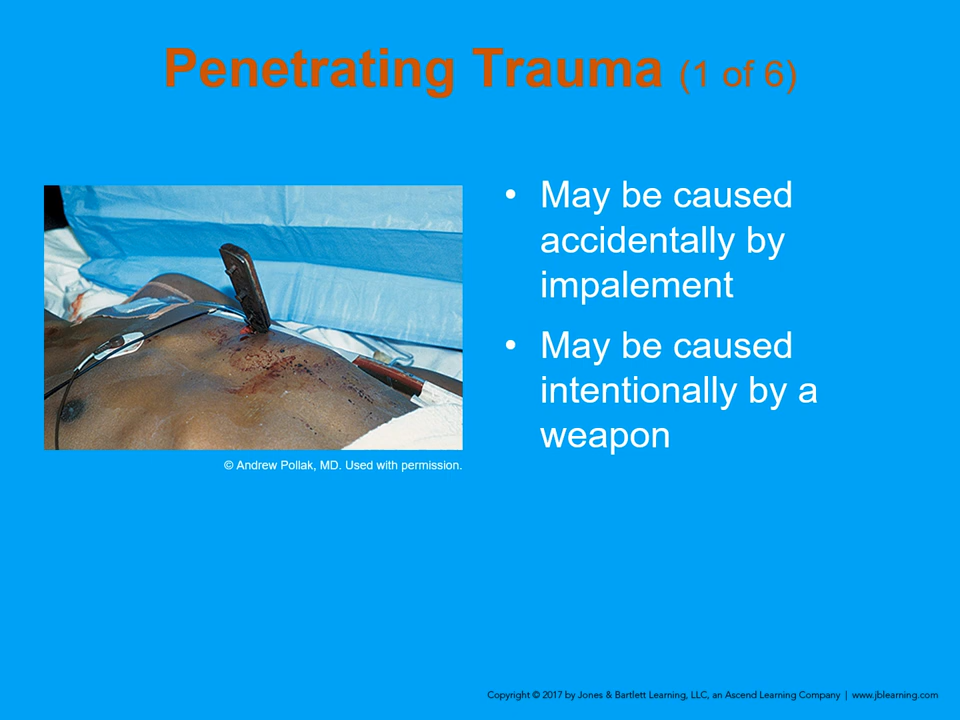 Penetrating Trauma (1 of 6)
• May be caused
accidentally by
impalement
• May be caused
intentionally by a
weapon
© Andrew Pollak, MD. Used with permission.
Copyright © 2017 by Jones & Bartlett Learning, LLC, an Ascend Learning Company | www.jblearning.com